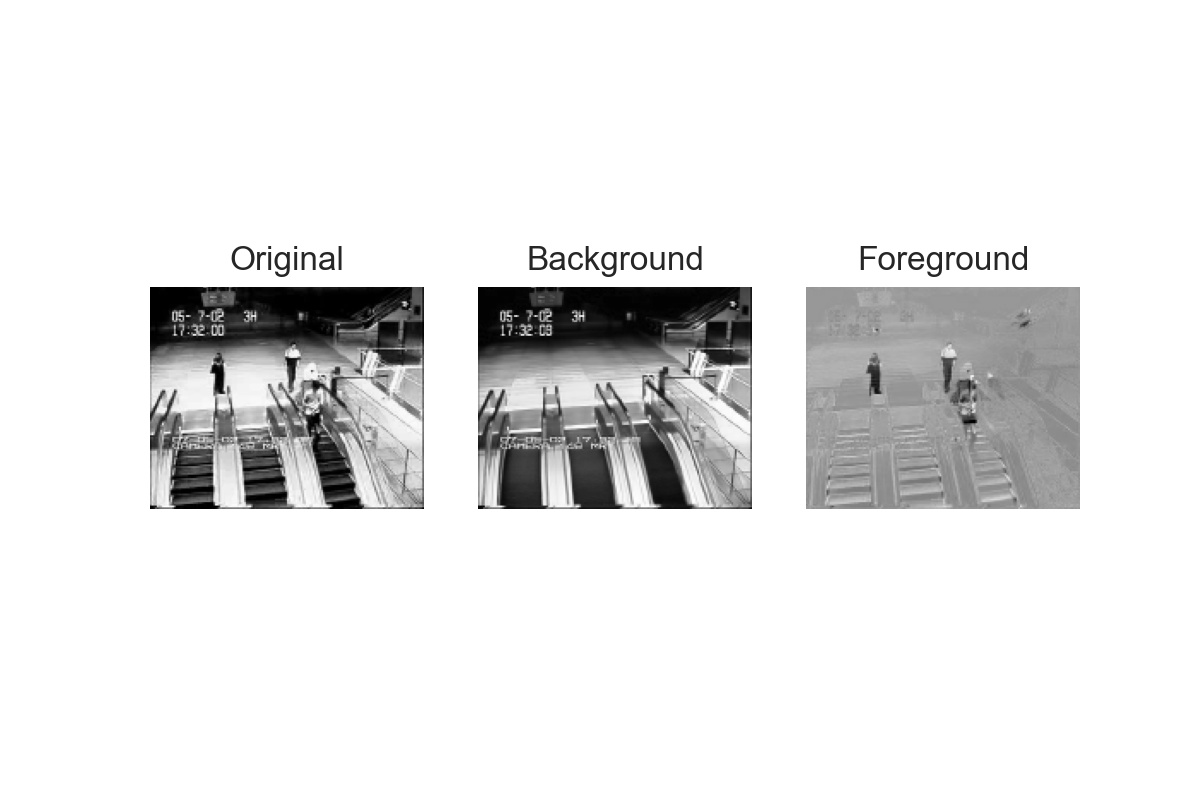 Original
05- 7-02 3H
17:32:00
Background
05- 7-02 3H
17:32:09
Foreground